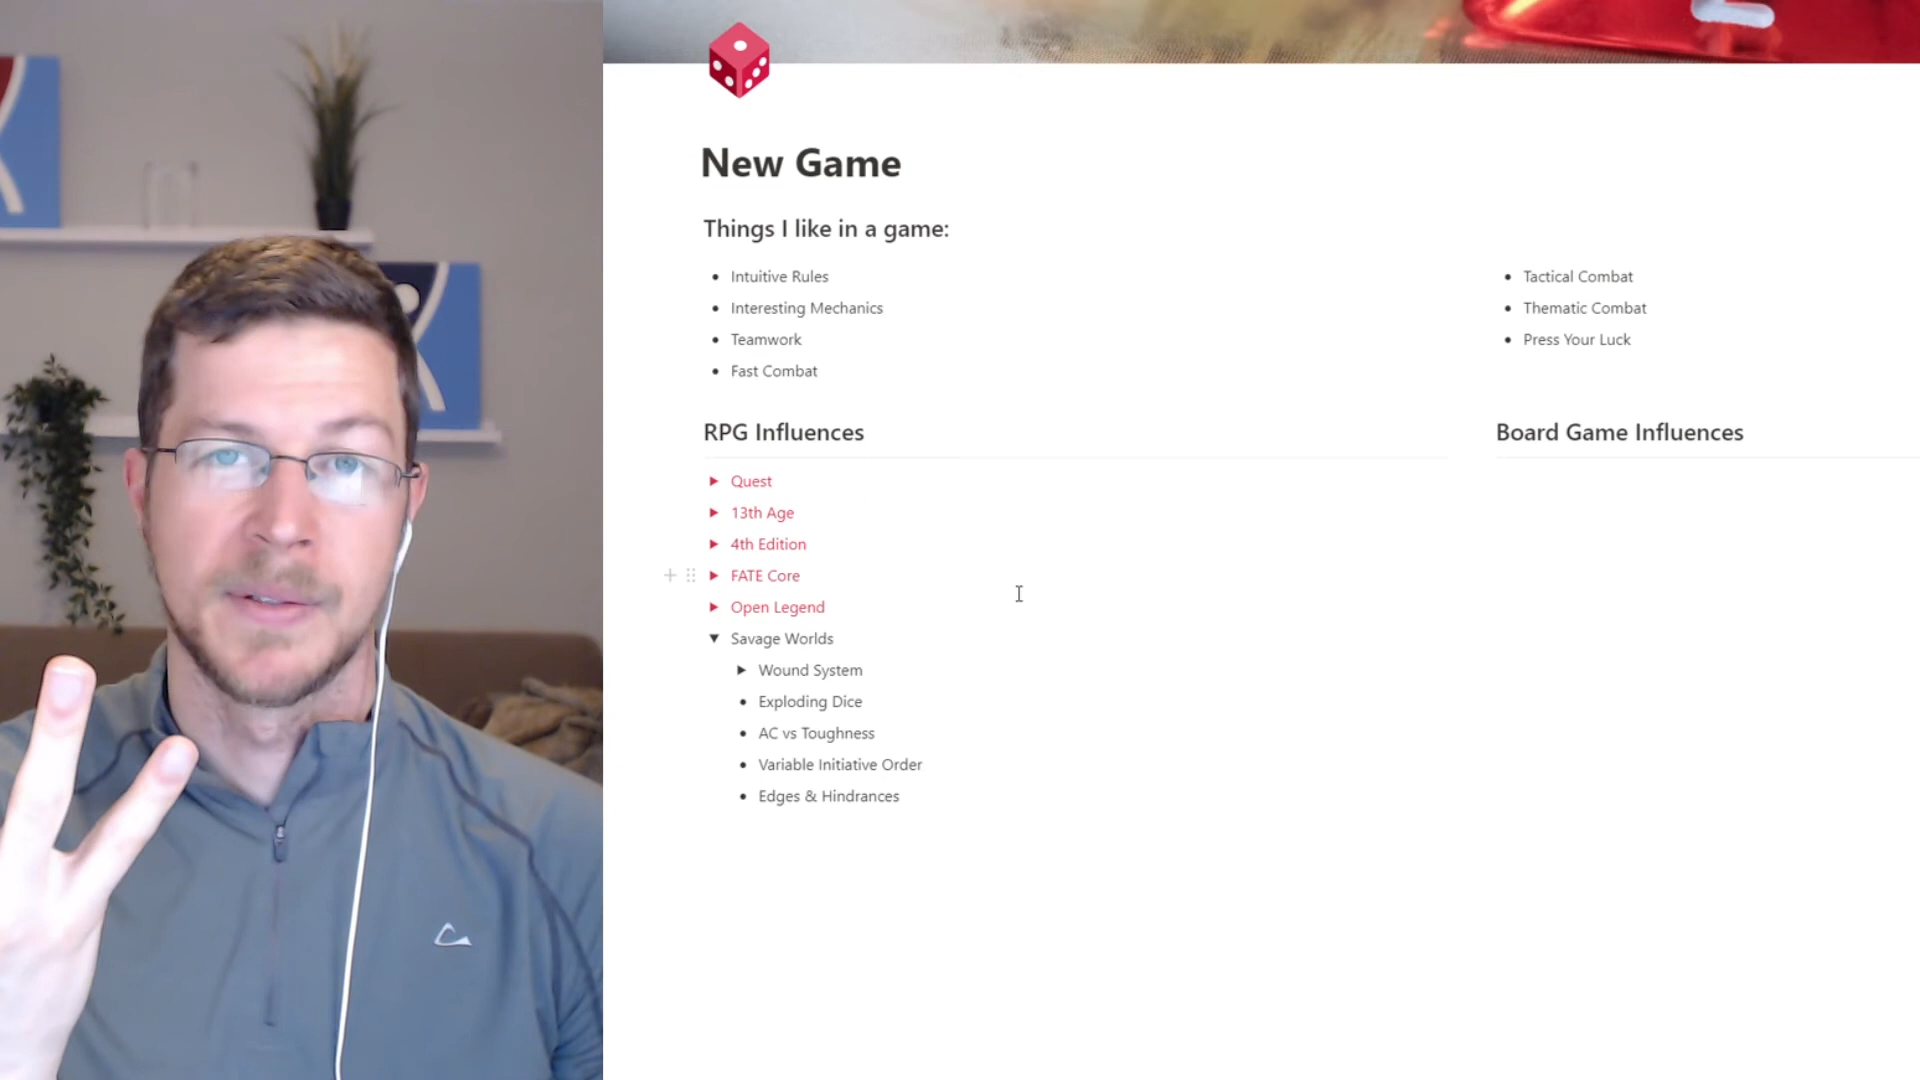 New Game
Things I like in a game:
Intuitive Rules
Interesting Mechanics
Teamwork
Fast Combat
Tactical Combat
Thematic Combat
Press Your Luck
RPG Influences
Quest
13th Age
4th Edition
FATE Core
Open Legend
Savage Worlds
Wound System
Exploding Dice
AC vs Toughness
Variable Initiative Order
Edges & Hindrances
Board Game Influences